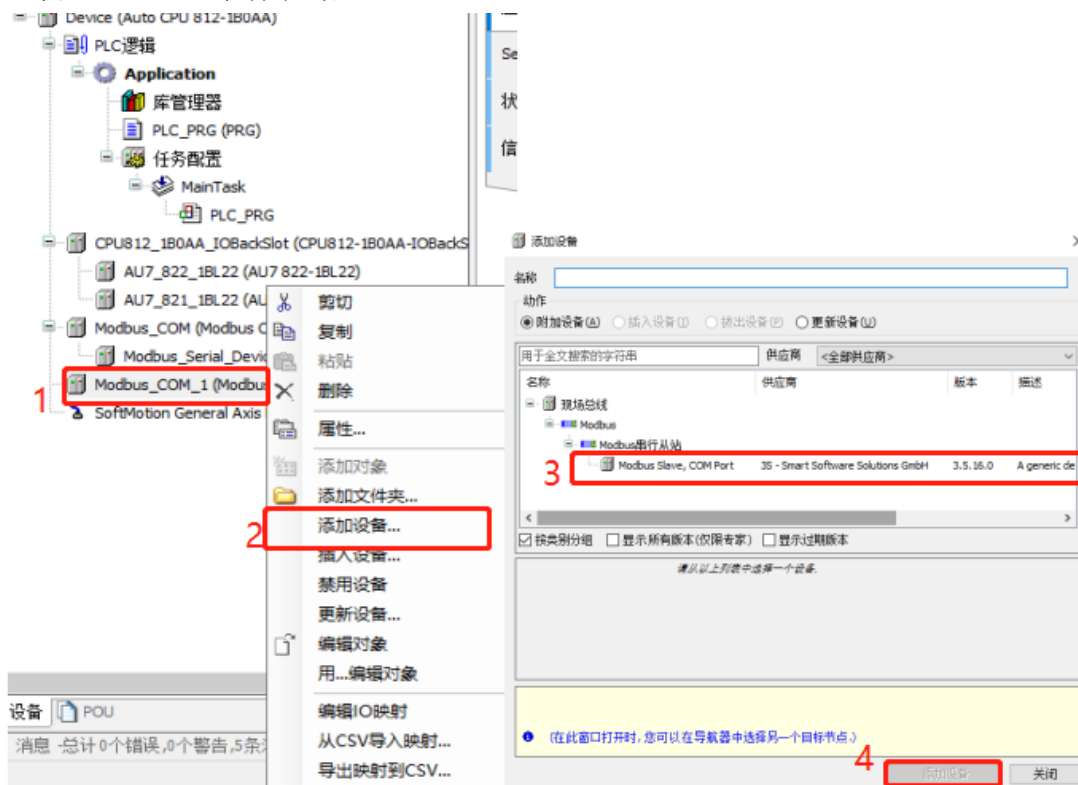 Device (Auto CPU 812-1B0AA)
PLC逻辑
Application
库管理器
PLC_PRG (PRG)
任务配置
MainTask
PLC_PRG
CPU812_1B0AA_IOBackSlot (CPU812-1B0AA-IOBackS
AU7_822_1BL22 (AU7 822-1BL22)
AU7_821_1BL22 (AU
Modbus_COM (Modbus C
Modbus_Serial_Devic
1
Modbus_COM_1 (Modbus
SoftMotion General Axis
设备
POU
消息 -总计0个错误,0个警告,5条
Se
状
信
剪切
复制
粘贴
删除
属性...
添加对象
添加文件夹...
2
添加设备...
插入设备...
禁用设备
更新设备...
编辑对象
用...编辑对象
编辑IO映射
从CSV导入映射...
导出映射到CSV...
添加设备
名称
动作
附加设备(A) 插入设备(I) 拔出设备(P) 更新设备(U)
用于全文搜索的字符串 供应商 <全部供应商>
名称 供应商 版本 描述
现场总线
Modbus
Modbus串行从站
3
Modbus Slave, COM Port 3S - Smart Software Solutions GmbH 3.5.16.0 A generic de
按类别分组 显示所有版本(仅限专家) 显示过期版本
请从以上列表中选择一个设备.
(在此窗口打开时, 您可以在导航器中选择另一个目标节点.)
4
添加设备 关闭